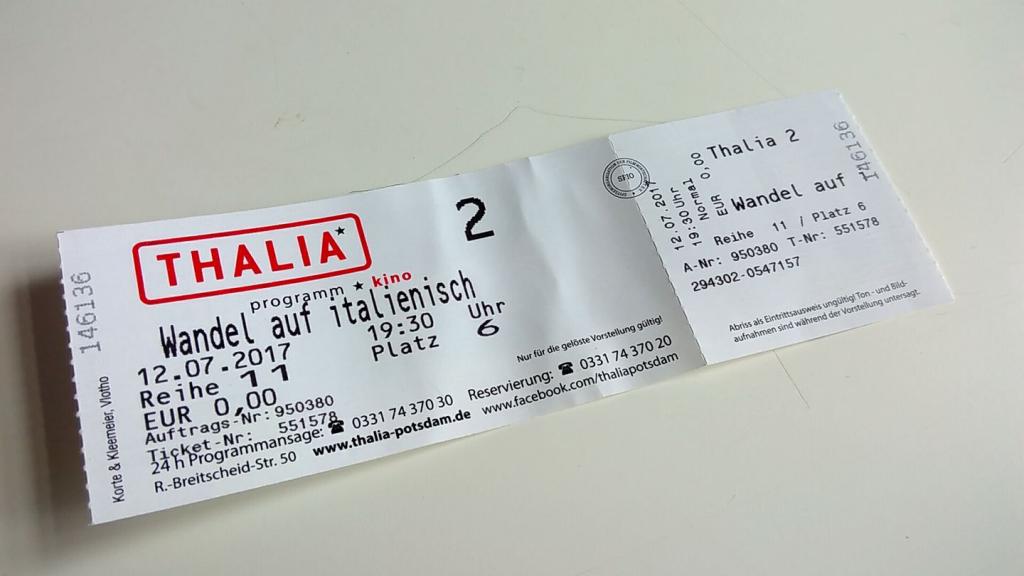 146136
Korte & Kleemeier, Vlotho
THALIA
programm kino
2
Wandel auf italienisch
12.07.2017 19:30 Uhr
Reihe 11 Platz 6
EUR 0,00
Auftrags-Nr: 950380
Ticket-Nr: 551578
Nur für die gelöste Vorstellung gültig!
24 h Programmansage: ☎ 0331 74 370 30 Reservierung: ☎ 0331 74 370 20
R.-Breitscheid-Str. 50 www.thalia-potsdam.de www.facebook.com/thaliapotsdam
12.07.2017
19:30 Uhr
Normal
EUR 0,00
Thalia 2
Wandel auf
Reihe 11 / Platz 6
A-Nr: 950380 T-Nr: 551578
294302-0547157
Abriss als Eintrittsausweis ungültig! Ton- und Bild-
aufnahmen sind während der Vorstellung untersagt.
146136